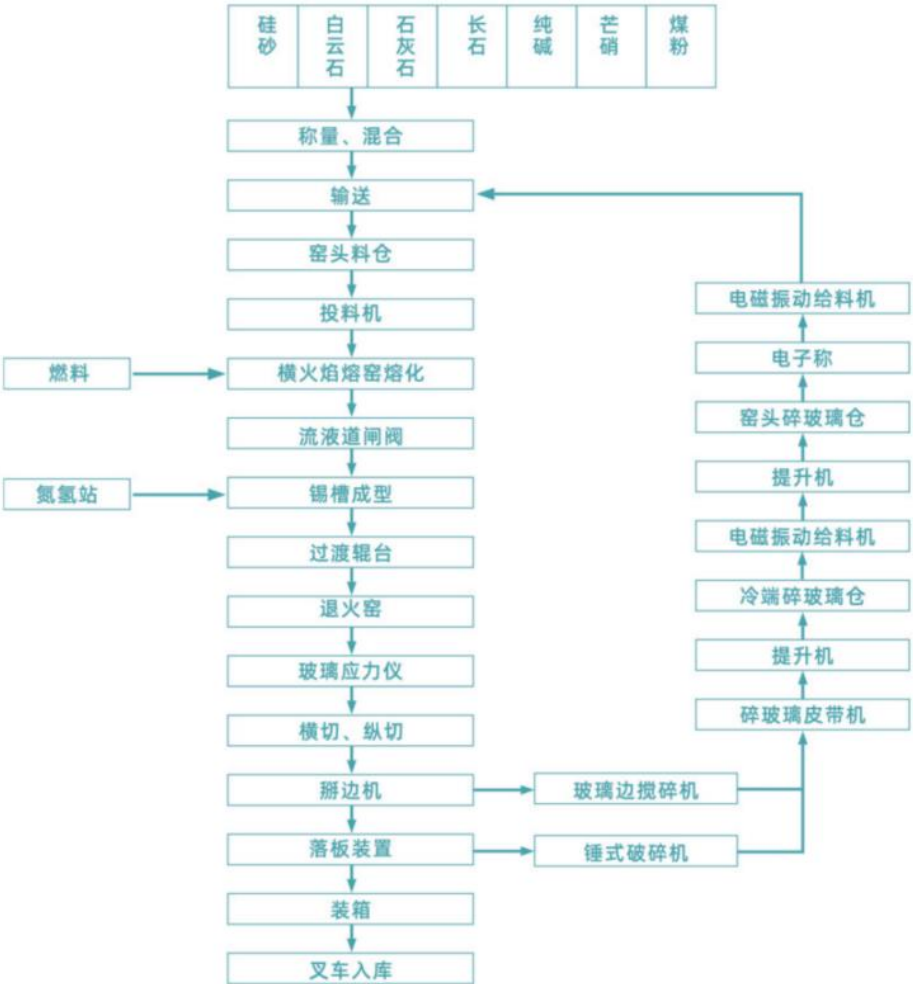 硅砂
白云石
石灰石
长石
纯碱
芒硝
煤粉
称量、混合
输送
窑头料仓
投料机
燃料
横火焰熔窑熔化
流液道闸阀
氮氢站
锡槽成型
过渡辊台
退火窑
玻璃应力仪
横切、纵切
掰边机
玻璃边搅碎机
落板装置
锤式破碎机
装箱
叉车入库
电磁振动给料机
电子称
窑头碎玻璃仓
提升机
电磁振动给料机
冷端碎玻璃仓
提升机
碎玻璃皮带机